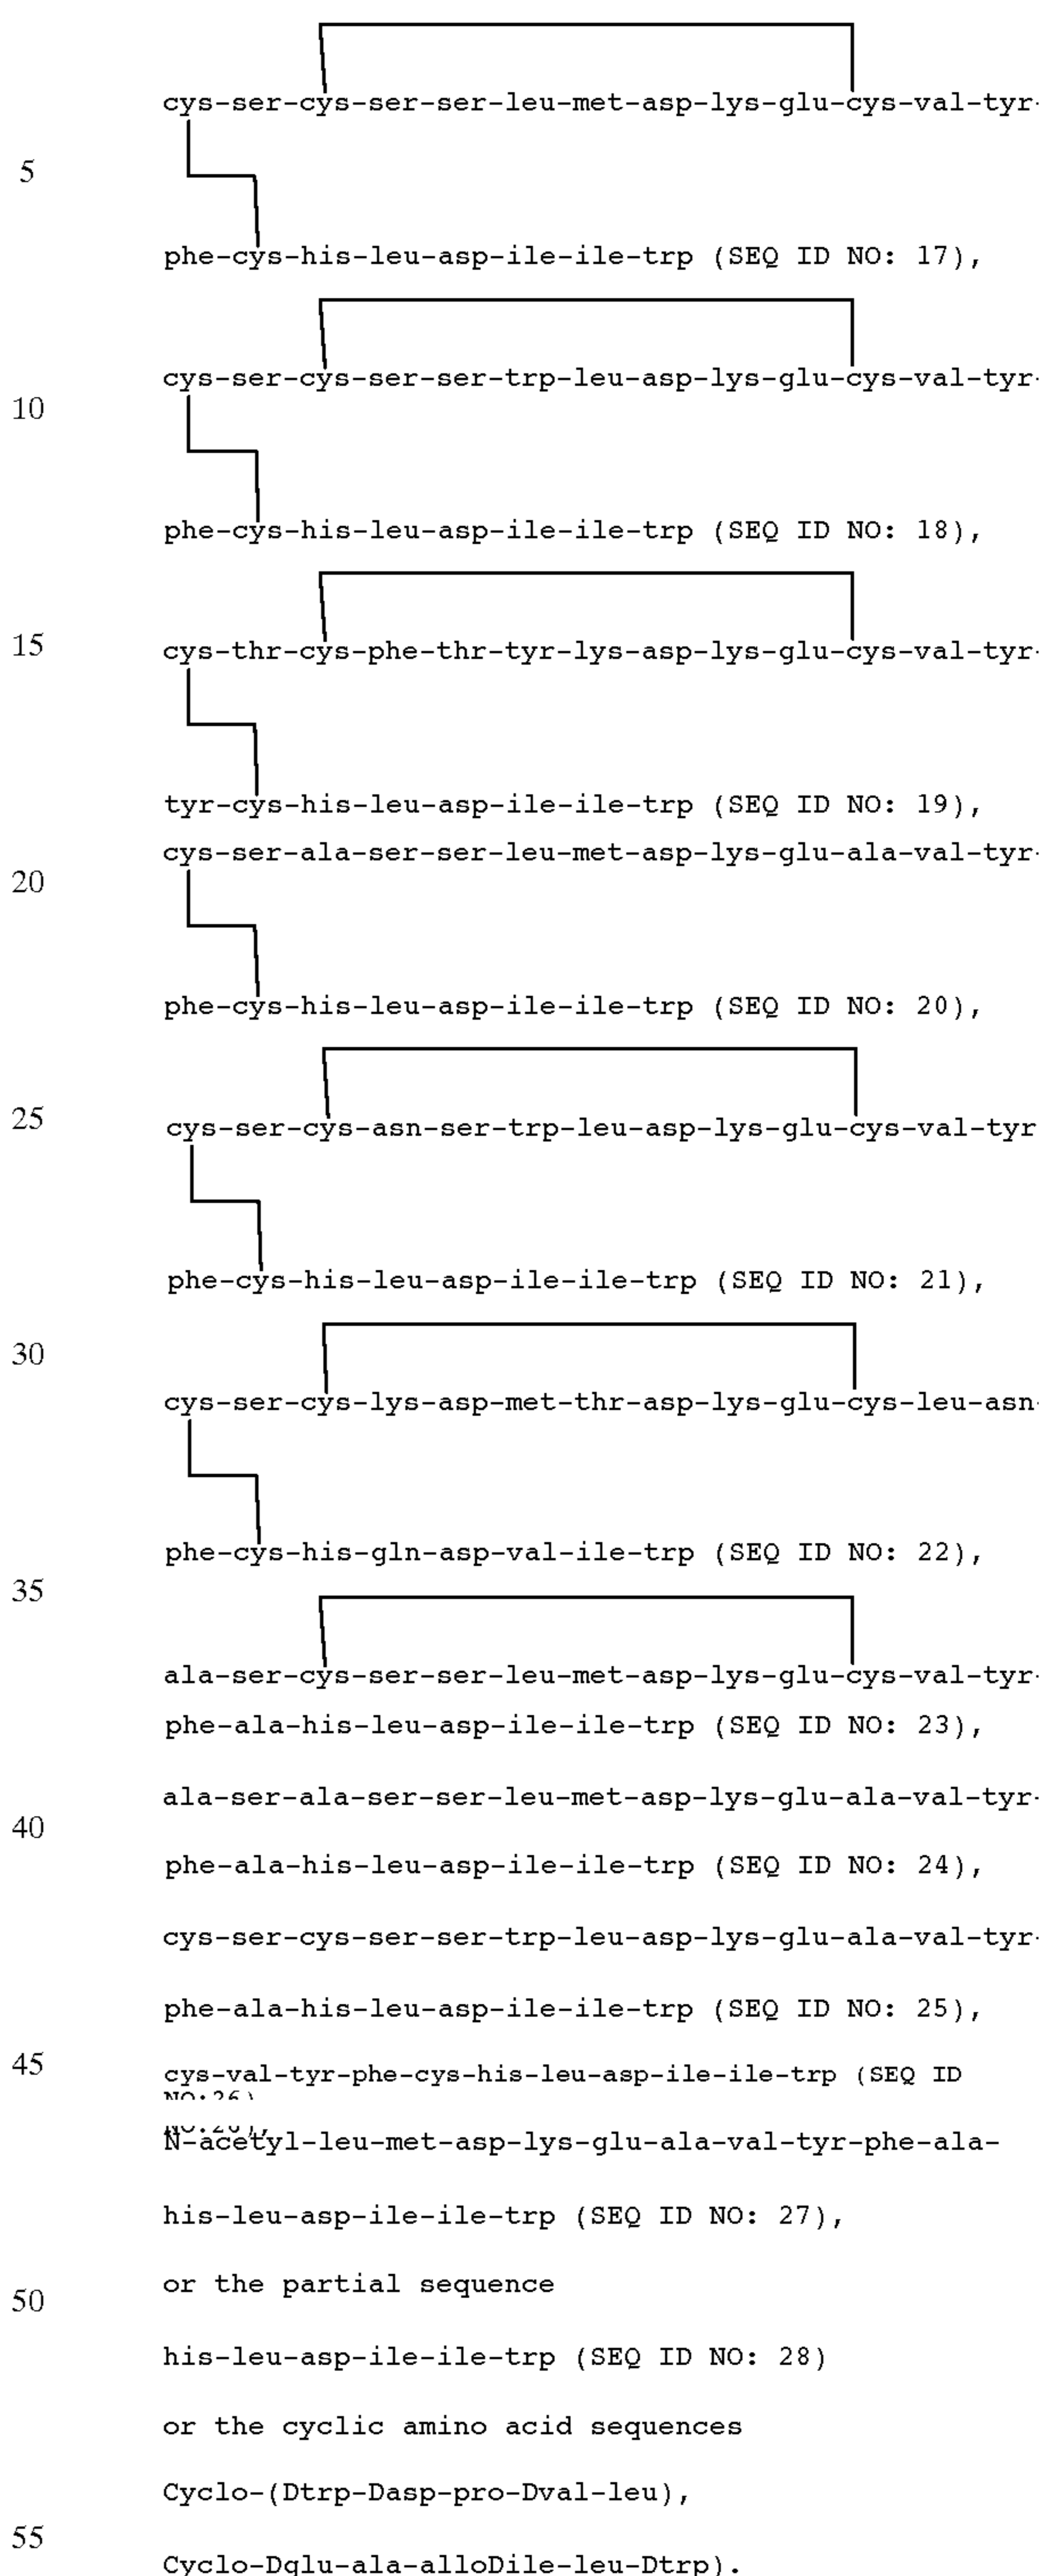 cys-ser-cys-ser-ser-leu-met-asp-lys-glu-cys-val-tyr-
5
phe-cys-his-leu-asp-ile-ile-trp (SEQ ID NO: 17),
cys-ser-cys-ser-ser-trp-leu-asp-lys-glu-cys-val-tyr-
10
phe-cys-his-leu-asp-ile-ile-trp (SEQ ID NO: 18),
15
cys-thr-cys-phe-thr-tyr-lys-asp-lys-glu-cys-val-tyr-
tyr-cys-his-leu-asp-ile-ile-trp (SEQ ID NO: 19),
cys-ser-ala-ser-ser-leu-met-asp-lys-glu-ala-val-tyr-
20
phe-cys-his-leu-asp-ile-ile-trp (SEQ ID NO: 20),
25
cys-ser-cys-asn-ser-trp-leu-asp-lys-glu-cys-val-tyr
phe-cys-his-leu-asp-ile-ile-trp (SEQ ID NO: 21),
30
cys-ser-cys-lys-asp-met-thr-asp-lys-glu-cys-leu-asn-
phe-cys-his-gln-asp-val-ile-trp (SEQ ID NO: 22),
35
ala-ser-cys-ser-ser-leu-met-asp-lys-glu-cys-val-tyr-
phe-ala-his-leu-asp-ile-ile-trp (SEQ ID NO: 23),
ala-ser-ala-ser-ser-leu-met-asp-lys-glu-ala-val-tyr-
40
phe-ala-his-leu-asp-ile-ile-trp (SEQ ID NO: 24),
cys-ser-cys-ser-ser-trp-leu-asp-lys-glu-ala-val-tyr-
phe-ala-his-leu-asp-ile-ile-trp (SEQ ID NO: 25),
45
cys-val-tyr-phe-cys-his-leu-asp-ile-ile-trp (SEQ ID
NO:26),
N-acetyl-leu-met-asp-lys-glu-ala-val-tyr-phe-ala-
his-leu-asp-ile-ile-trp (SEQ ID NO: 27),
or the partial sequence
50
his-leu-asp-ile-ile-trp (SEQ ID NO: 28)
or the cyclic amino acid sequences
Cyclo-(Dtrp-Dasp-pro-Dval-leu),
55
Cyclo-Dglu-ala-alloDile-leu-Dtrp).